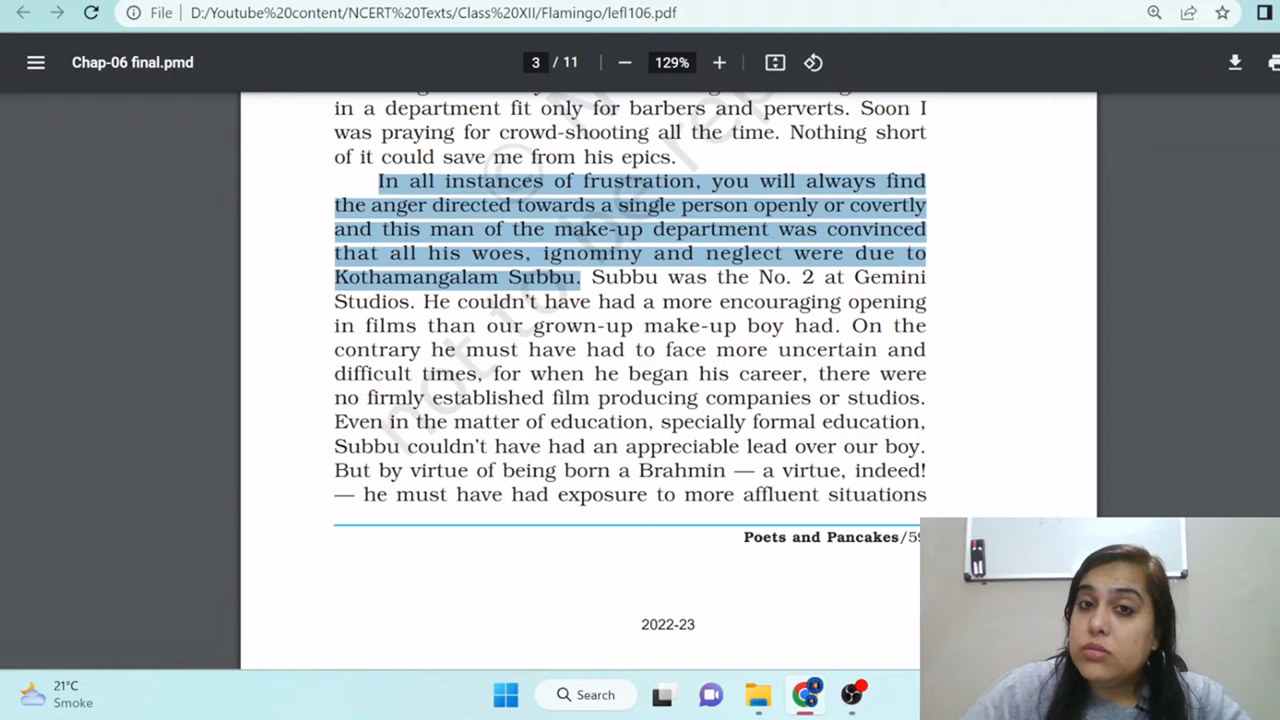 File
D:/Youtube%20content/NCERT%20Texts/Class%20XII/Flamingo/lefl106.pdf
Chap-06 final.pmd
3 / 11
129%
in a department fit only for barbers and perverts. Soon I
was praying for crowd-shooting all the time. Nothing short
of it could save me from his epics.
In all instances of frustration, you will always find
the anger directed towards a single person openly or covertly
and this man of the make-up department was convinced
that all his woes, ignominy and neglect were due to
Kothamangalam Subbu. Subbu was the No. 2 at Gemini
Studios. He couldn't have had a more encouraging opening
in films than our grown-up make-up boy had. On the
contrary he must have had to face more uncertain and
difficult times, for when he began his career, there were
no firmly established film producing companies or studios.
Even in the matter of education, specially formal education,
Subbu couldn't have had an appreciable lead over our boy.
But by virtue of being born a Brahmin — a virtue, indeed!
— he must have had exposure to more affluent situations
Poets and Pancakes/59
2022-23
not to be rep
21°C
Smoke
Search